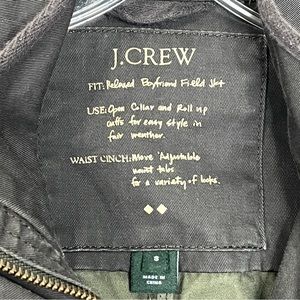 J.CREW
FIT: Relaxed Boyfriend Field Jkt
USE: Open Collar and Roll up
cuffs for easy style in
fair weather.
WAIST CINCH: Move Adjustable
waist tabs
for a variety of looks.
S
MADE IN
CHINA